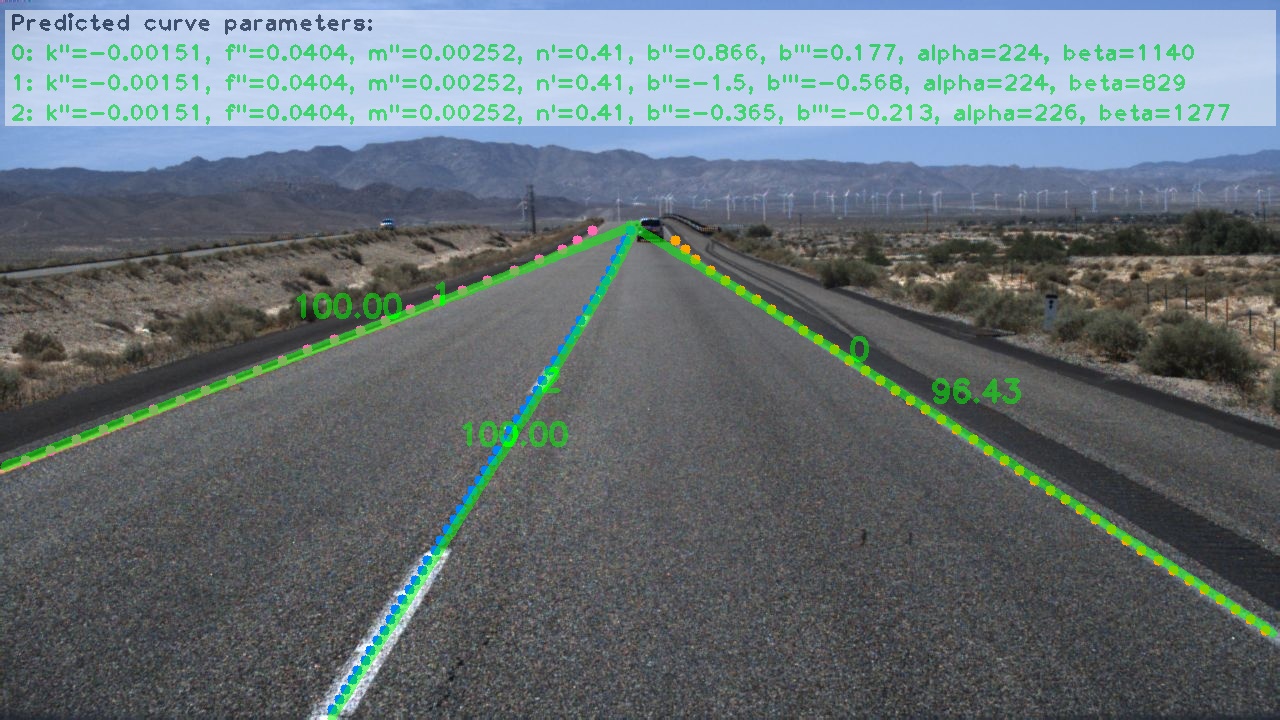 Predicted curve parameters:
0: k"=-0.00151, f"=0.0404, m"=0.00252, n'=0.41, b"=0.866, b'"=0.177, alpha=224, beta=1140
1: k"=-0.00151, f"=0.0404, m"=0.00252, n'=0.41, b"=-1.5, b'"=-0.568, alpha=224, beta=829
2: k"=-0.00151, f"=0.0404, m"=0.00252, n'=0.41, b"=-0.365, b'"=-0.213, alpha=226, beta=1277
1
100.00
0
2
96.43
100.00